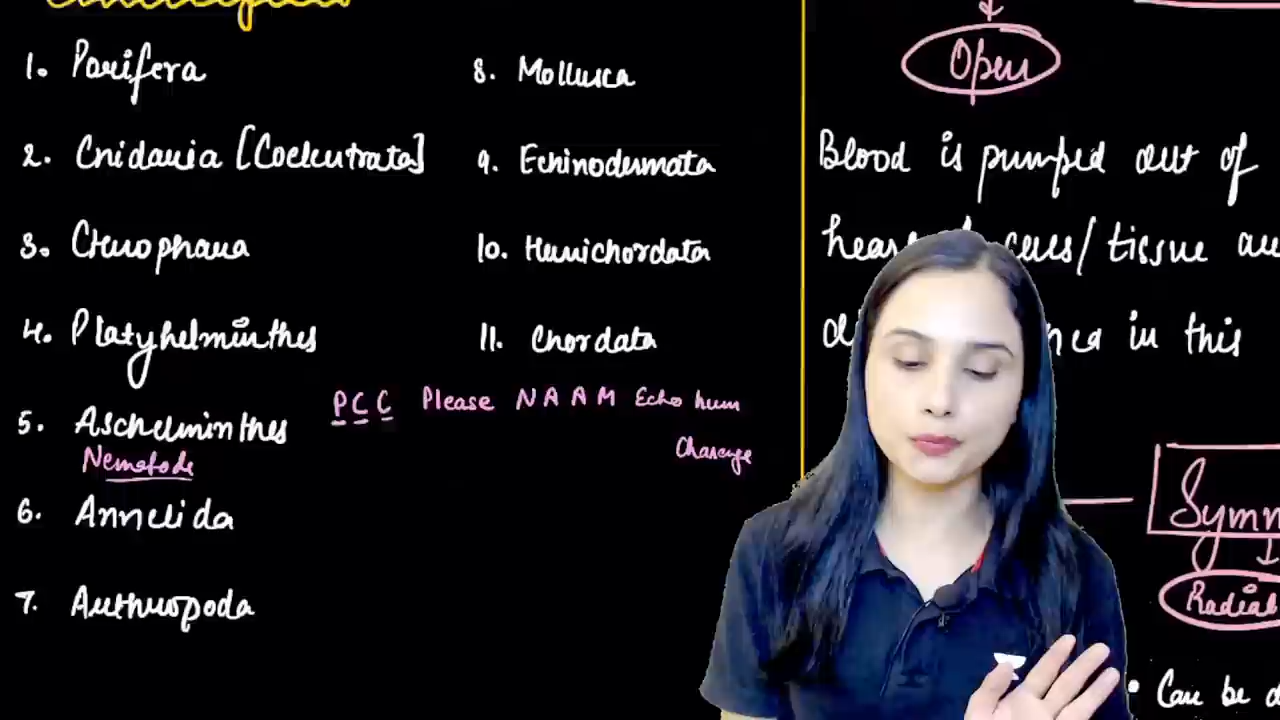 1. Porifera
2. Cnidaria [Coelentrata]
3. Ctenophora
4. Platyhelminthes
5. Aschelminthes
Nematode
6. Annelida
7. Arthropoda
8. Mollusca
9. Echinodermata
10. Hemichordata
11. Chordata
PCC Please NAAM Echo hum
Open
Blood is pumped out of
cells/ tissue are
in this
Symm
Radial
• Can be d